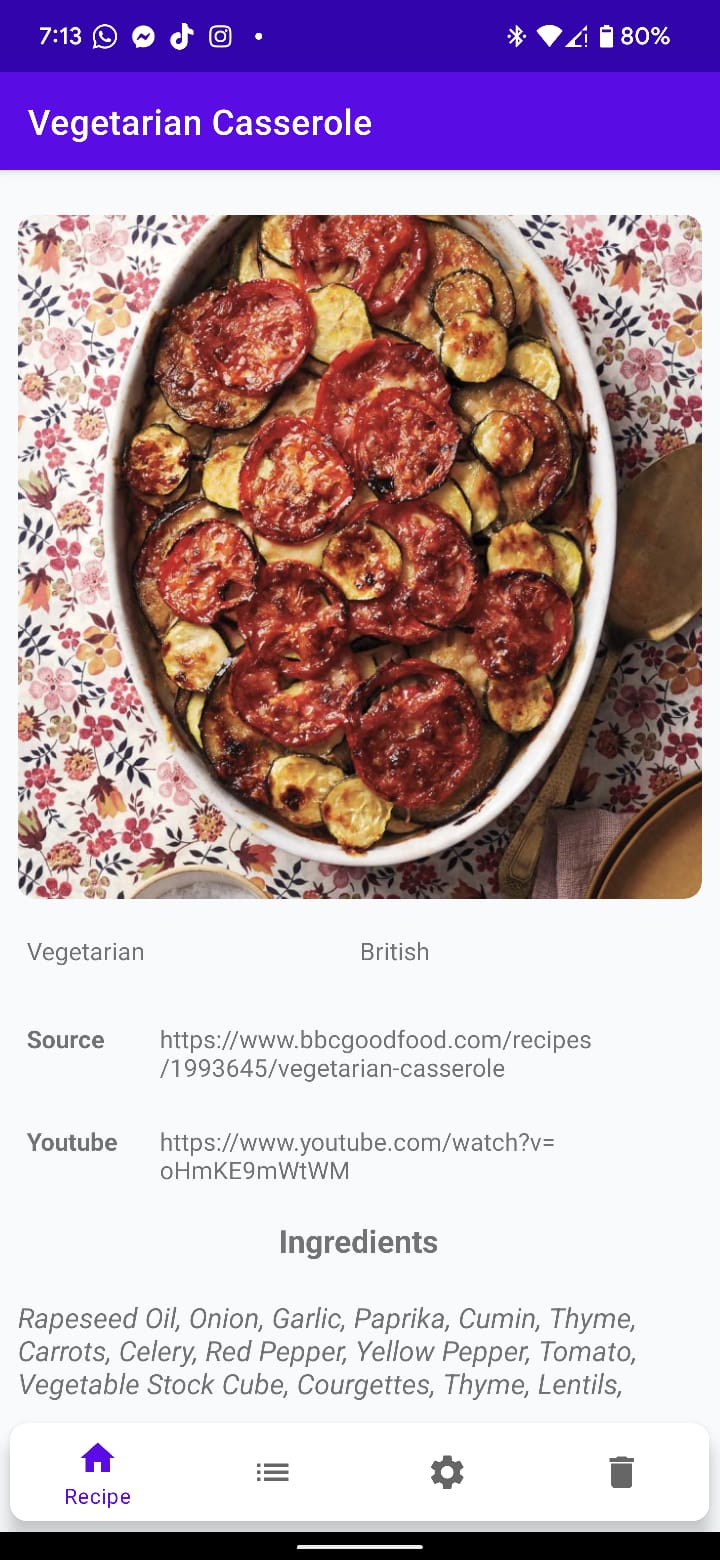 7:13
80%
Vegetarian Casserole
Vegetarian
British
Source
https://www.bbcgoodfood.com/recipes
/1993645/vegetarian-casserole
Youtube
https://www.youtube.com/watch?v=
oHmKE9mWtWM
Ingredients
Rapeseed Oil, Onion, Garlic, Paprika, Cumin, Thyme,
Carrots, Celery, Red Pepper, Yellow Pepper, Tomato,
Vegetable Stock Cube, Courgettes, Thyme, Lentils,
Recipe